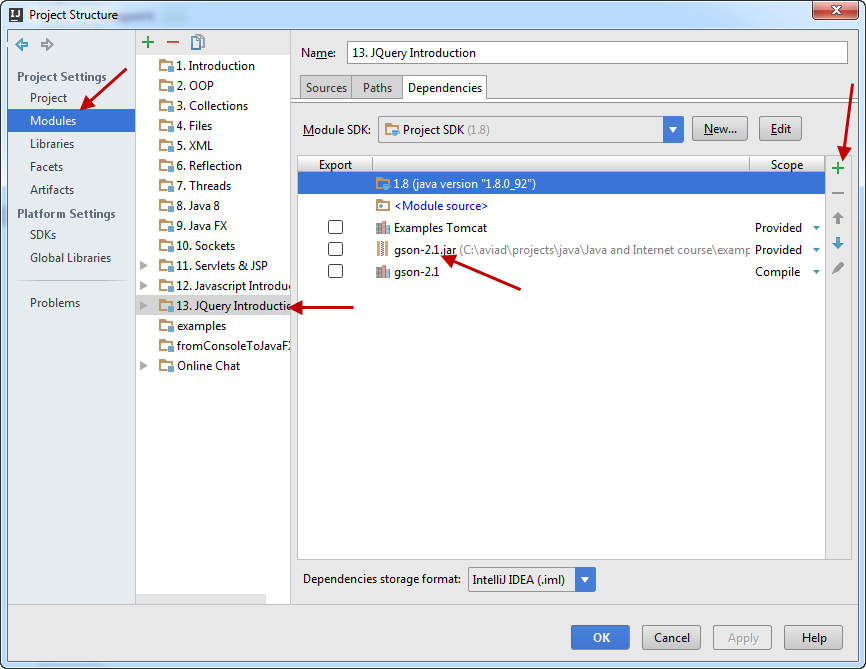 Project Structure
Project Settings
Project
Modules
Libraries
Facets
Artifacts
Platform Settings
SDKs
Global Libraries
Problems
1. Introduction
2. OOP
3. Collections
4. Files
5. XML
6. Reflection
7. Threads
8. Java 8
9. Java FX
10. Sockets
11. Servlets & JSP
12. Javascript Introdu
13. JQuery Introductio
examples
fromConsoleToJavaFX
Online Chat
Name: 13. JQuery Introduction
Sources Paths Dependencies
Module SDK: Project SDK (1.8) New... Edit
Export Scope
1.8 (java version "1.8.0_92")
<Module source>
Examples Tomcat Provided
gson-2.1.jar (C:\aviad\projects\java\Java and Internet course\examp Provided
gson-2.1 Compile
Dependencies storage format: IntelliJ IDEA (.iml)
OK Cancel Apply Help